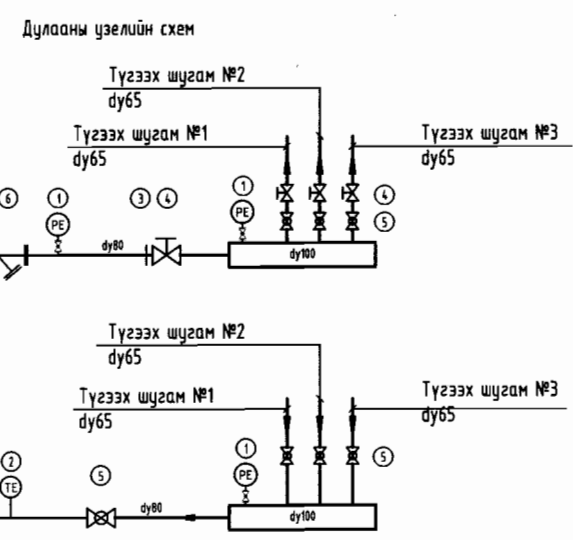 Дулааны узелийн схем
Түгээх шугам №2
dy65
Түгээх шугам №1
dy65
Түгээх шугам №3
dy65
6
1
3
4
1
4
5
PE
PE
dy80
dy100
Түгээх шугам №2
dy65
Түгээх шугам №1
dy65
Түгээх шугам №3
dy65
2
5
1
5
TE
PE
dy80
dy100